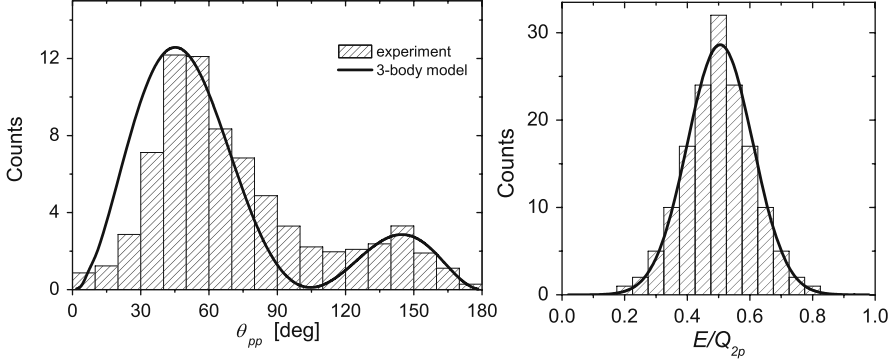 12
8
4
0
Counts
experiment
3-body model
0 30 60 90 120 150 180
θpp [deg]
30
20
10
0
Counts
0.0 0.2 0.4 0.6 0.8 1.0
E/Q2p